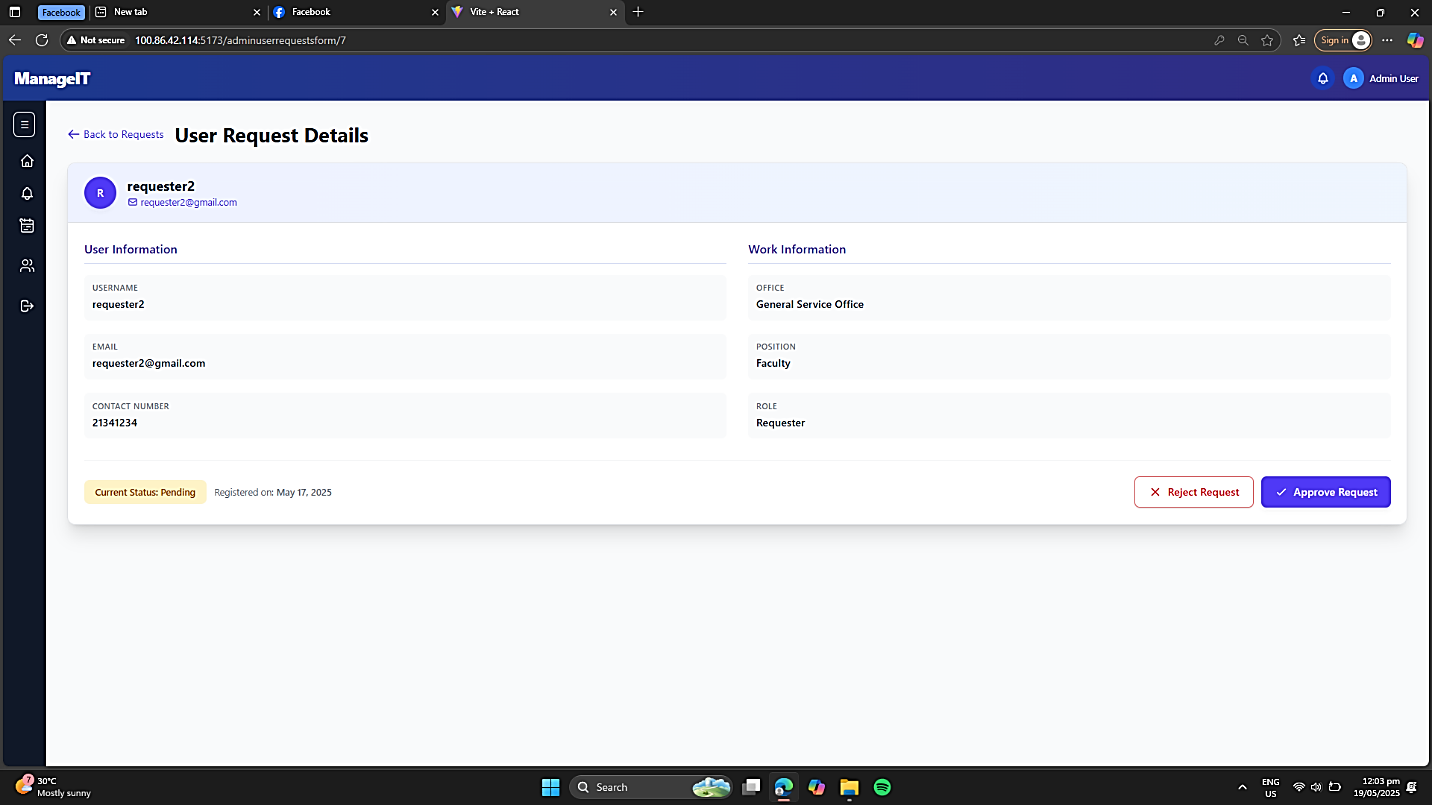 Facebook
New tab
Facebook
Vite + React
Not secure 100.86.42.114:5173/adminuserrequestsform/7
Sign in
ManageIT
A Admin User
Back to Requests
User Request Details
R
requester2
requester2@gmail.com
User Information
USERNAME
requester2
EMAIL
requester2@gmail.com
CONTACT NUMBER
21341234
Work Information
OFFICE
General Service Office
POSITION
Faculty
ROLE
Requester
Current Status: Pending
Registered on: May 17, 2025
Reject Request
Approve Request
7
30°C
Mostly sunny
Search
ENG
US
12:03 pm
19/05/2025